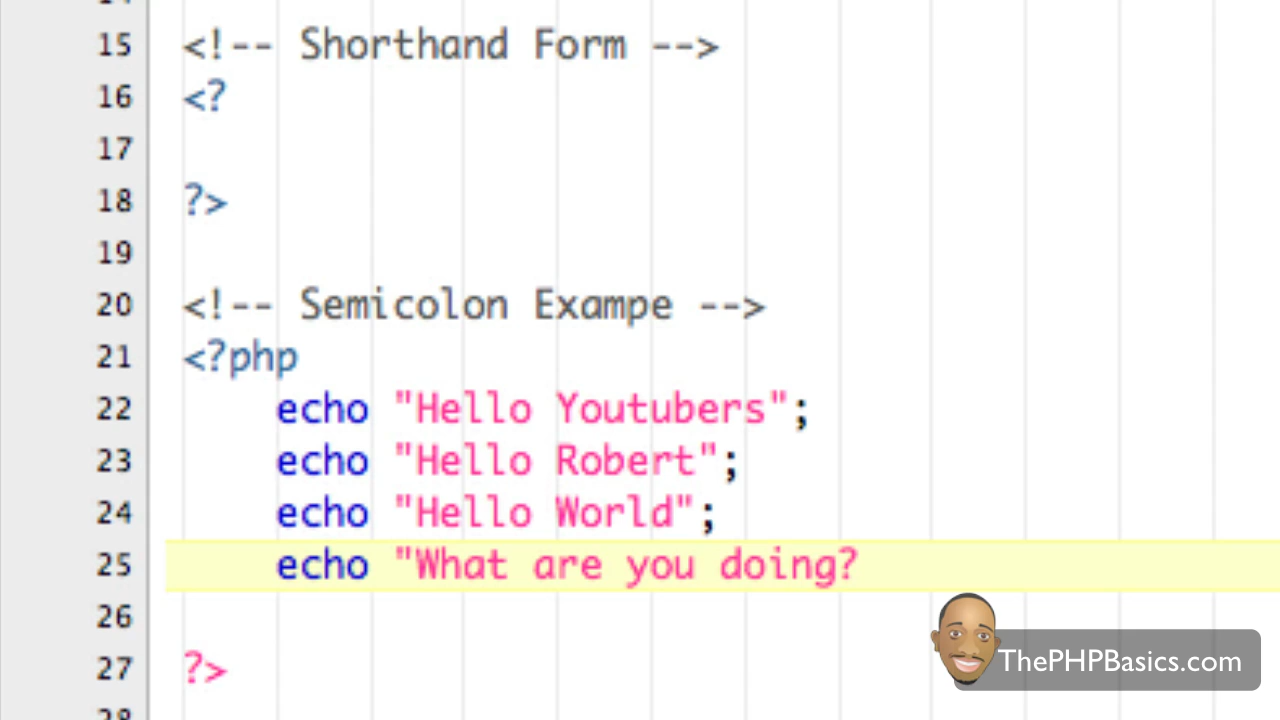 15 <!-- Shorthand Form -->
16 <?
17
18 ?>
19
20 <!-- Semicolon Exampe -->
21 <?php
22 echo "Hello Youtubers";
23 echo "Hello Robert";
24 echo "Hello World";
25 echo "What are you doing?
26
27 ?>
ThePHPBasics.com